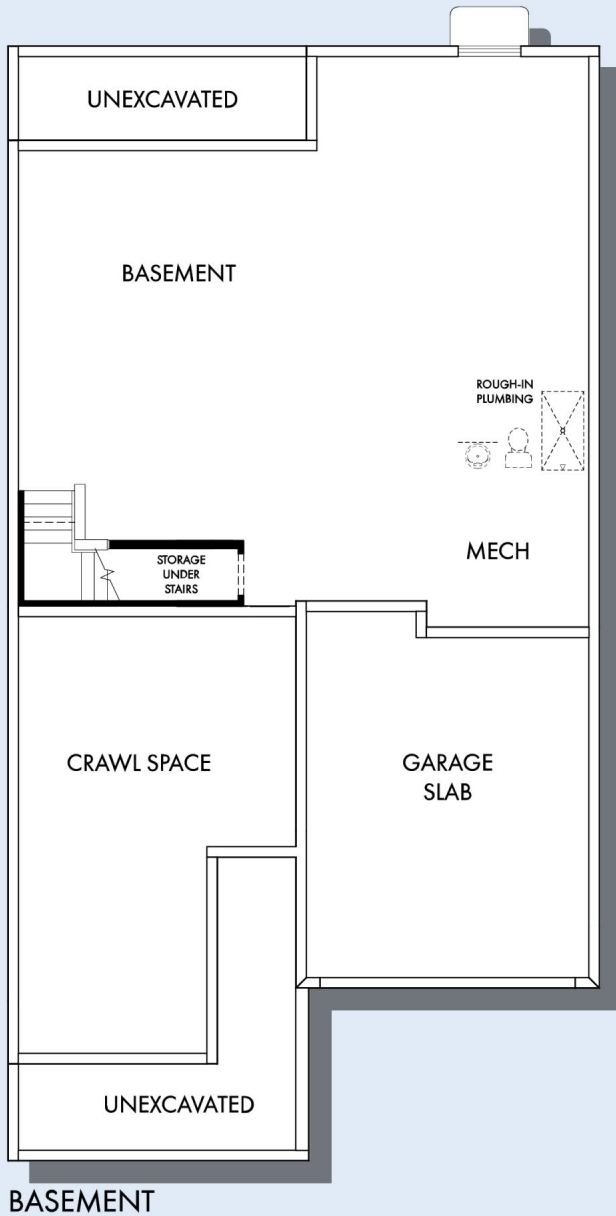 UNEXCAVATED
BASEMENT
ROUGH-IN
PLUMBING
MECH
STORAGE
UNDER
STAIRS
CRAWL SPACE
GARAGE
SLAB
UNEXCAVATED
BASEMENT